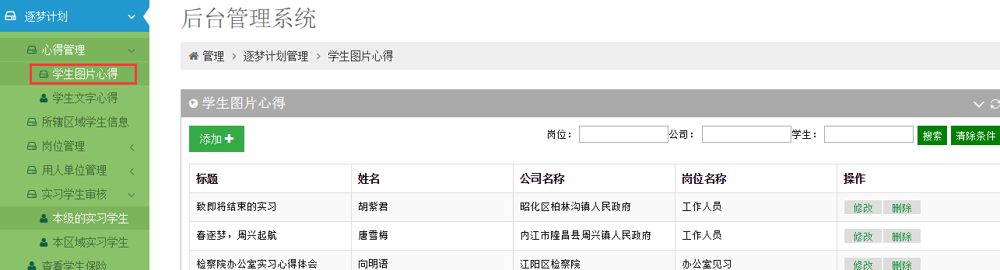 逐梦计划
心得管理
学生图片心得
学生文字心得
所辖区域学生信息
岗位管理
用人单位管理
实习学生审核
本级的实习学生
本区域实习学生
查看学生保险
后台管理系统
管理 > 逐梦计划管理 > 学生图片心得
学生图片心得
添加
岗位： 公司： 学生： 搜索 清除条件
标题 姓名 公司名称 岗位名称 操作
致即将结束的实习 胡紫君 昭化区柏林沟镇人民政府 工作人员 修改 删除
春逐梦，周兴起航 唐雪梅 内江市隆昌县周兴镇人民政府 工作人员 修改 删除
检察院办公室实习心得体会 向明语 江阳区检察院 办公室见习 修改 删除